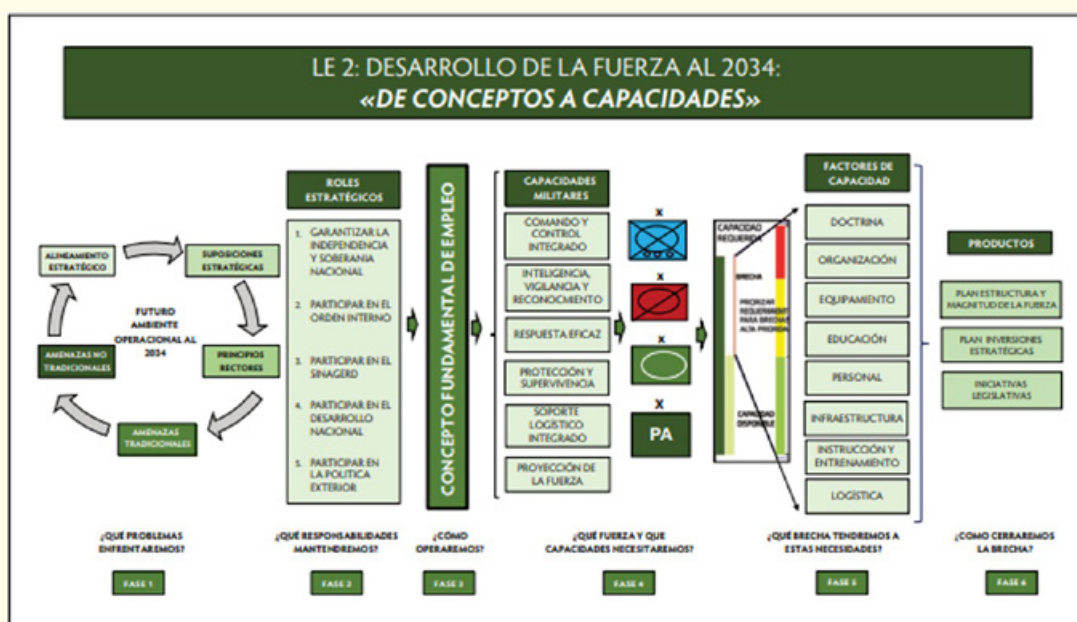 LE 2: DESARROLLO DE LA FUERZA AL 2034:
«DE CONCEPTOS A CAPACIDADES»
ALINEAMIENTO
ESTRATÉGICO
SUPOSICIONES
ESTRATÉGICAS
FUTURO
AMBIENTE
OPERACIONAL AL
2034
AMENAZAS NO
TRADICIONALES
PRINCIPIOS
RECTORES
AMENAZAS
TRADICIONALES
¿QUÉ PROBLEMAS
ENFRENTAREMOS?
FASE 1
ROLES
ESTRATÉGICOS
1. GARANTIZAR LA
INDEPENDENCIA
Y SOBERANIA
NACIONAL
2. PARTICIPAR EN EL
ORDEN INTERNO
3. PARTICIPAR EN EL
SINAGERD
4. PARTICIPAR EN EL
DESARROLLO
NACIONAL
5. PARTICIPAR EN
LA POLITICA
EXTERIOR
¿QUÉ RESPONSABILIDADES
MANTENDREMOS?
FASE 2
CONCEPTO FUNDAMENTAL DE EMPLEO
¿CÓMO
OPERAREMOS?
FASE 3
CAPACIDADES
MILITARES
COMANDO Y
CONTROL
INTEGRADO
INTELIGENCIA,
VIGILANCIA Y
RECONOCIMIENTO
RESPUESTA EFICAZ
PROTECCIÓN Y
SUPERVIVENCIA
SOPORTE
LOGÍSTICO
INTEGRADO
PROYECCIÓN DE
LA FUERZA
X
X
X
X
PA
¿QUÉ FUERZA Y QUE
CAPACIDADES NECESITAREMOS?
FASE 4
CAPACIDAD
REQUERIDA
BRECHA
PRIORIZAR
REQUERIMIENTO
PARA BRECHAS
ALTA PRIORIDAD
CAPACIDAD
DISPONIBLE
FACTORES DE
CAPACIDAD
DOCTRINA
ORGANIZACIÓN
EQUIPAMIENTO
EDUCACIÓN
PERSONAL
INFRAESTRUCTURA
INSTRUCCIÓN Y
ENTRENAMIENTO
LOGÍSTICA
¿QUÉ BRECHA TENDREMOS A
ESTAS NECESIDADES?
FASE 5
PRODUCTOS
PLAN ESTRUCTURA Y
MAGNITUD DE LA FUERZA
PLAN INVERSIONES
ESTRATÉGICAS
INICIATIVAS
LEGISLATIVAS
¿COMO CERRAREMOS
LA BRECHA?
FASE 6